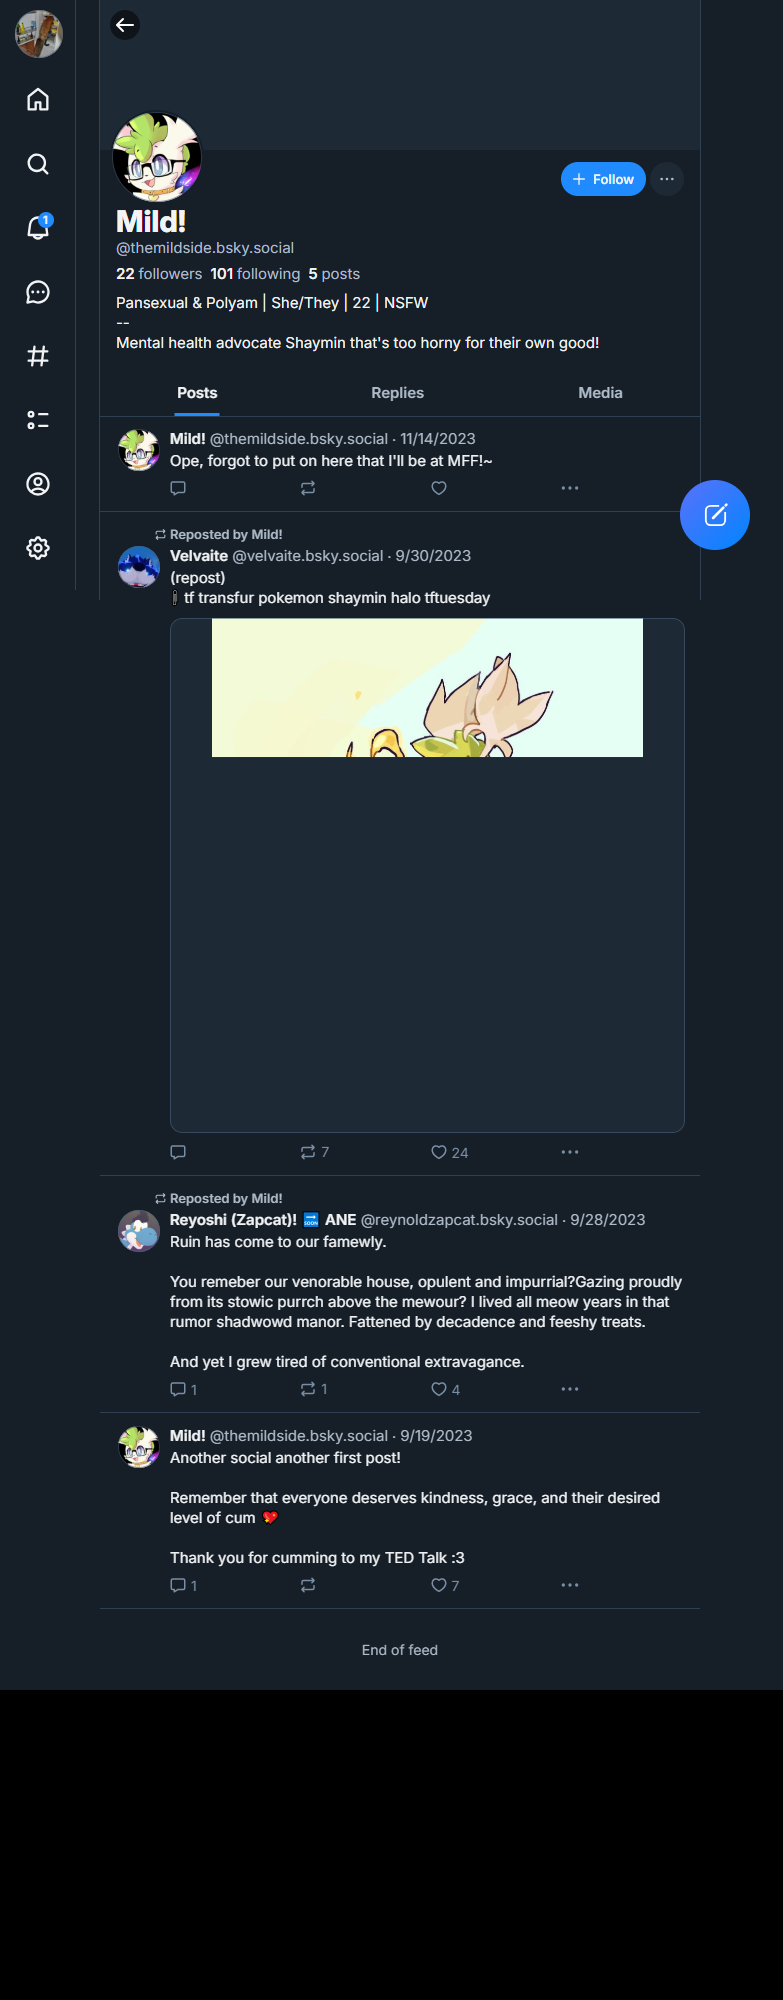 1
+ Follow
Mild!
@themildside.bsky.social
22 followers 101 following 5 posts
Pansexual & Polyam | She/They | 22 | NSFW
--
Mental health advocate Shaymin that's too horny for their own good!
Posts Replies Media
Mild! @themildside.bsky.social · 11/14/2023
Ope, forgot to put on here that I'll be at MFF!~
Reposted by Mild!
Velvaite @velvaite.bsky.social · 9/30/2023
(repost)
tf transfur pokemon shaymin halo tftuesday
7 24
Reposted by Mild!
Reyoshi (Zapcat)! 🔜 ANE @reynoldzapcat.bsky.social · 9/28/2023
Ruin has come to our famewly.
You remeber our venorable house, opulent and impurrial?Gazing proudly
from its stowic purrch above the mewour? I lived all meow years in that
rumor shadwowd manor. Fattened by decadence and feeshy treats.
And yet I grew tired of conventional extravagance.
1 1 4
Mild! @themildside.bsky.social · 9/19/2023
Another social another first post!
Remember that everyone deserves kindness, grace, and their desired
level of cum 💖
Thank you for cumming to my TED Talk :3
1 7
End of feed